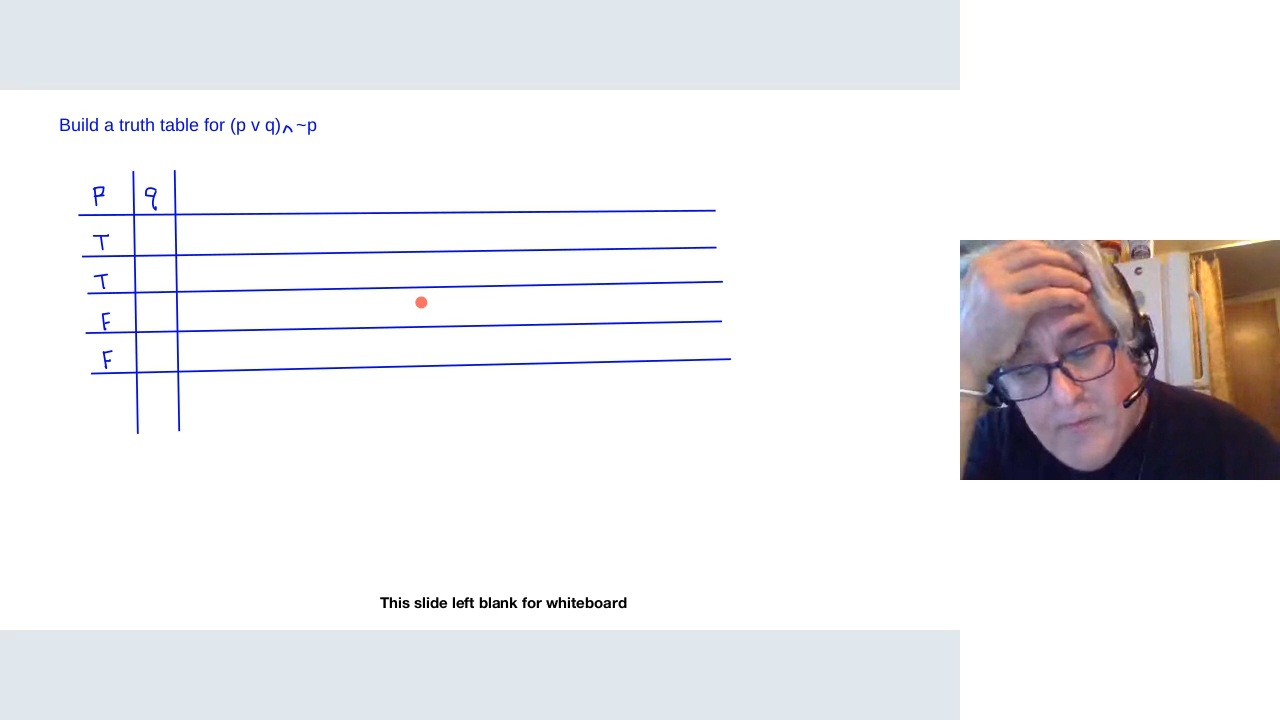 Build a truth table for (p v q)^ ~p
P q
T
T
F
F
This slide left blank for whiteboard